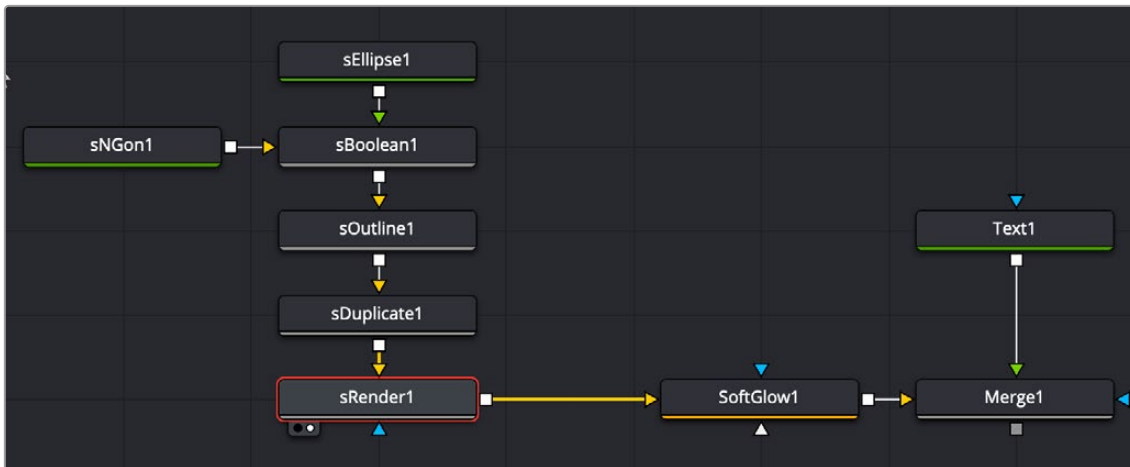 sEllipse1
sNGon1
sBoolean1
sOutline1
Text1
sDuplicate1
sRender1
SoftGlow1
Merge1